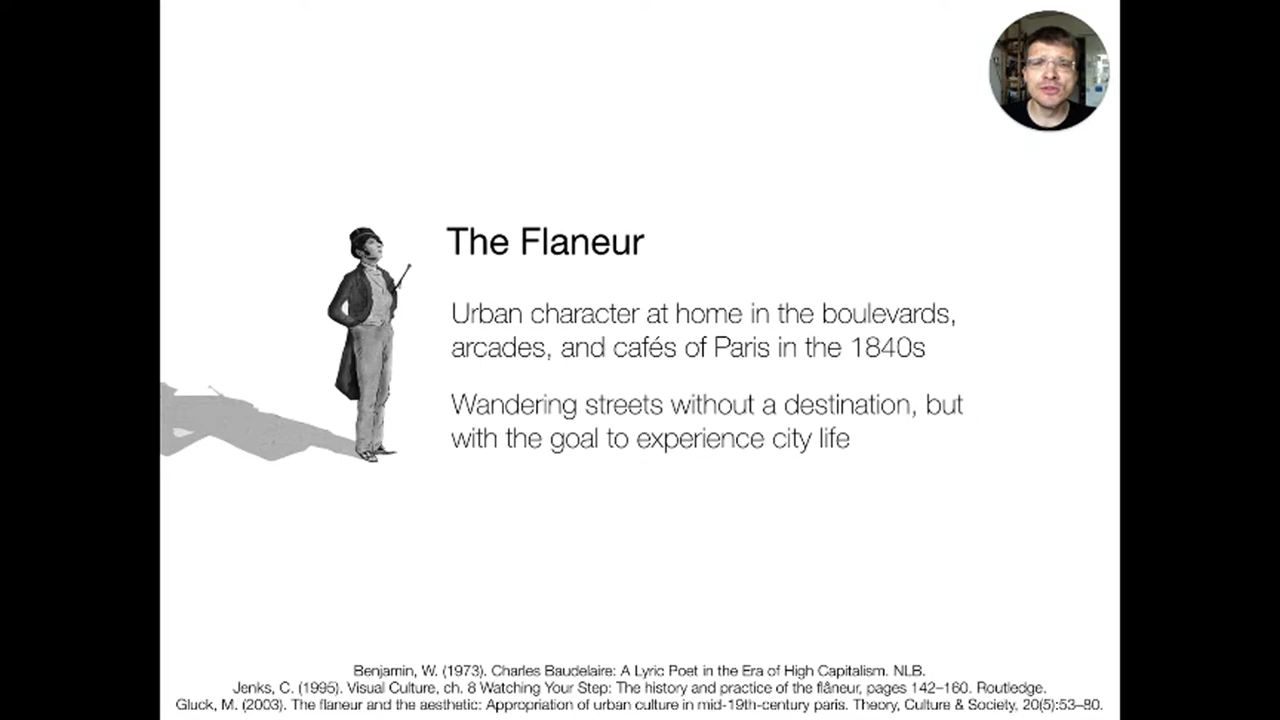 The Flaneur
Urban character at home in the boulevards,
arcades, and cafés of Paris in the 1840s
Wandering streets without a destination, but
with the goal to experience city life
Benjamin, W. (1973). Charles Baudelaire: A Lyric Poet in the Era of High Capitalism. NLB.
Jenks, C. (1995). Visual Culture, ch. 8 Watching Your Step: The history and practice of the flâneur, pages 142–160. Routledge.
Gluck, M. (2003). The flaneur and the aesthetic: Appropriation of urban culture in mid-19th-century paris. Theory, Culture & Society, 20(5):53–80.